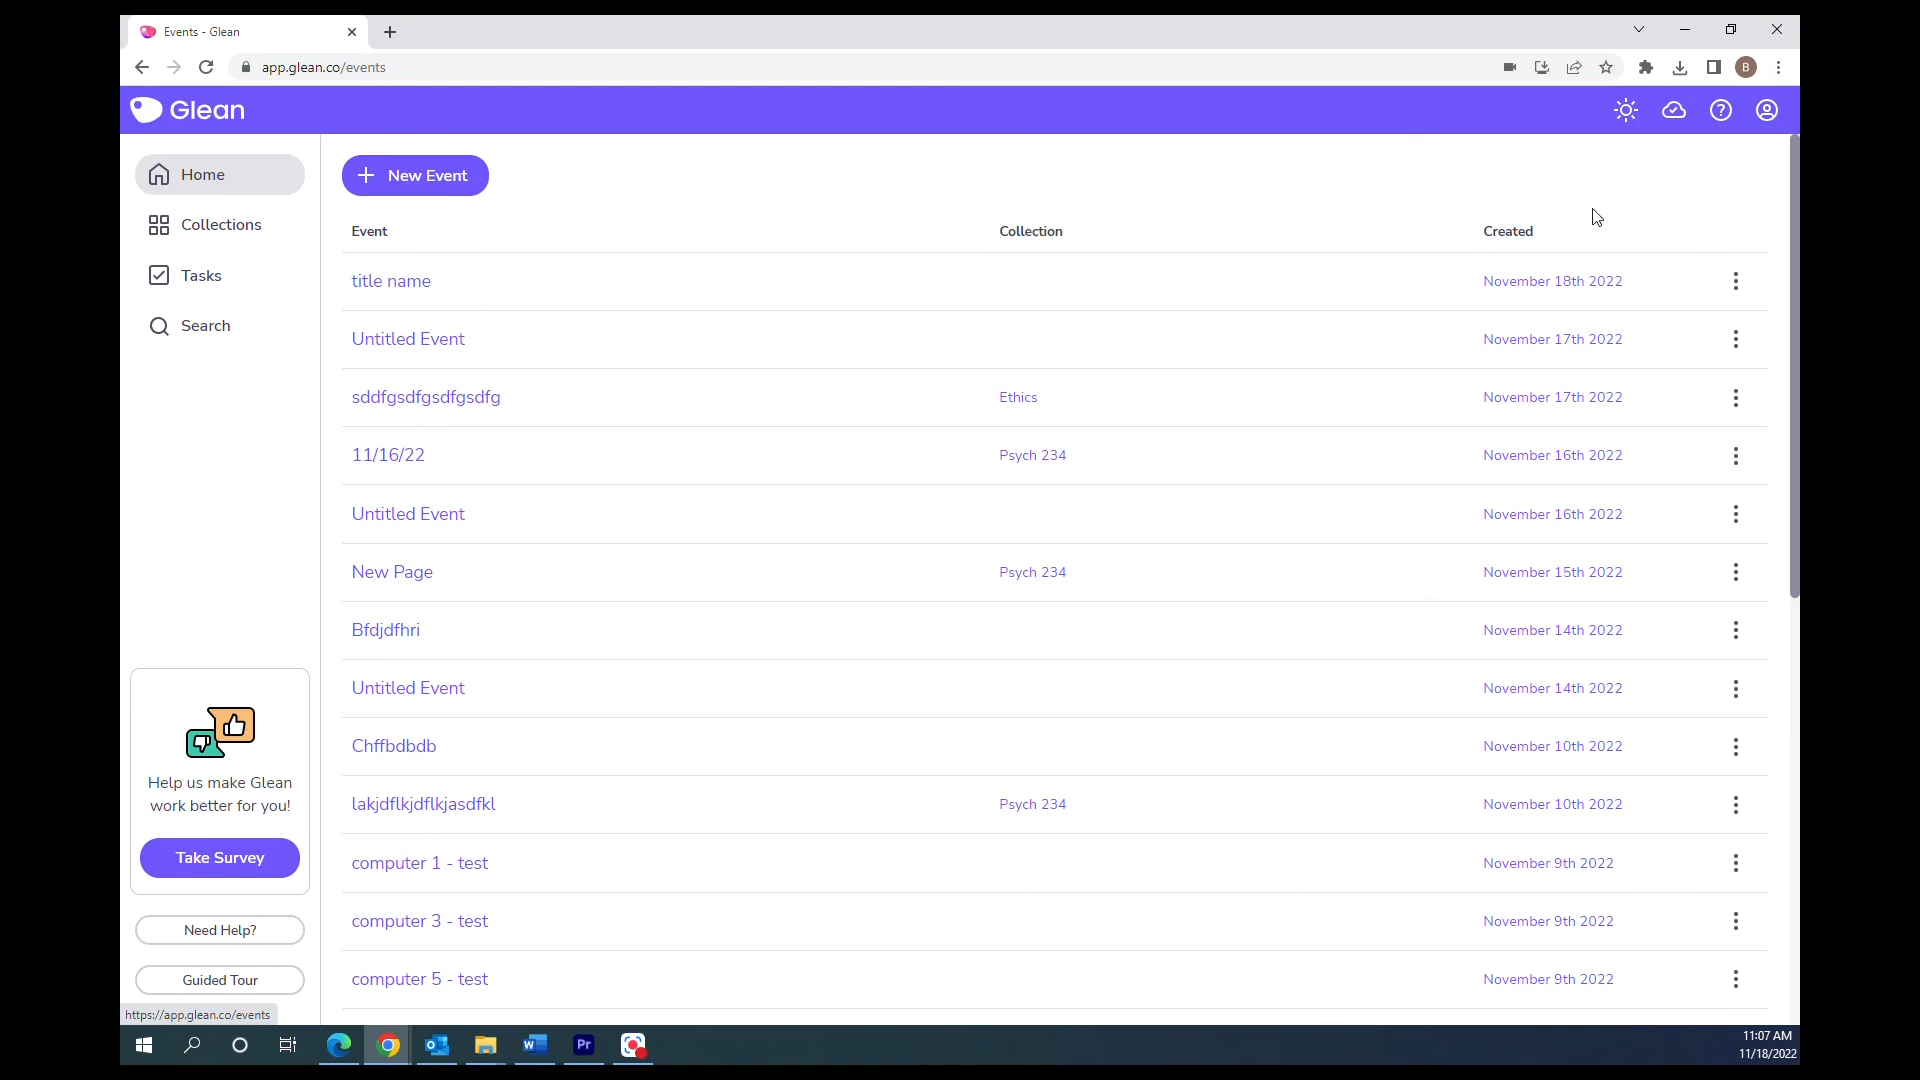 Events - Glean
app.glean.co/events
B
Glean
Home
Collections
Tasks
Search
New Event
Event Collection Created
title name November 18th 2022
Untitled Event November 17th 2022
sddfgsdfgsdfgsdfg Ethics November 17th 2022
11/16/22 Psych 234 November 16th 2022
Untitled Event November 16th 2022
New Page Psych 234 November 15th 2022
Bfdjdfhri November 14th 2022
Untitled Event November 14th 2022
Chffbdbdb November 10th 2022
lakjdflkjdflkjasdfkl Psych 234 November 10th 2022
computer 1 - test November 9th 2022
computer 3 - test November 9th 2022
computer 5 - test November 9th 2022
Help us make Glean
work better for you!
Take Survey
Need Help?
Guided Tour
https://app.glean.co/events
Pr
11:07 AM
11/18/2022